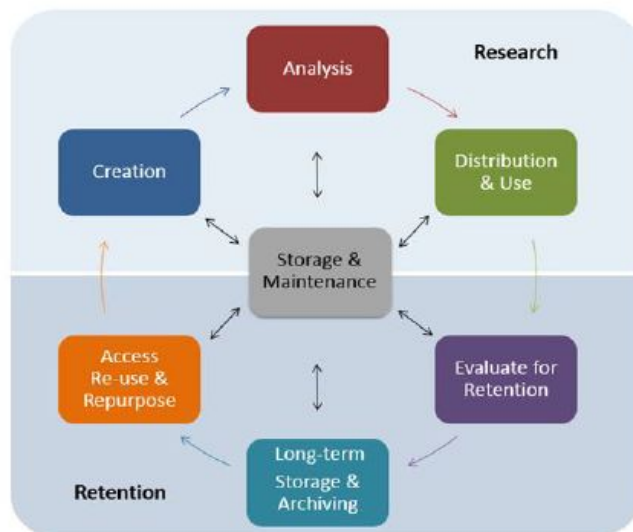 Analysis
Research
Creation
Distribution
& Use
Storage &
Maintenance
Access
Re-use &
Repurpose
Evaluate for
Retention
Long-term
Storage &
Archiving
Retention